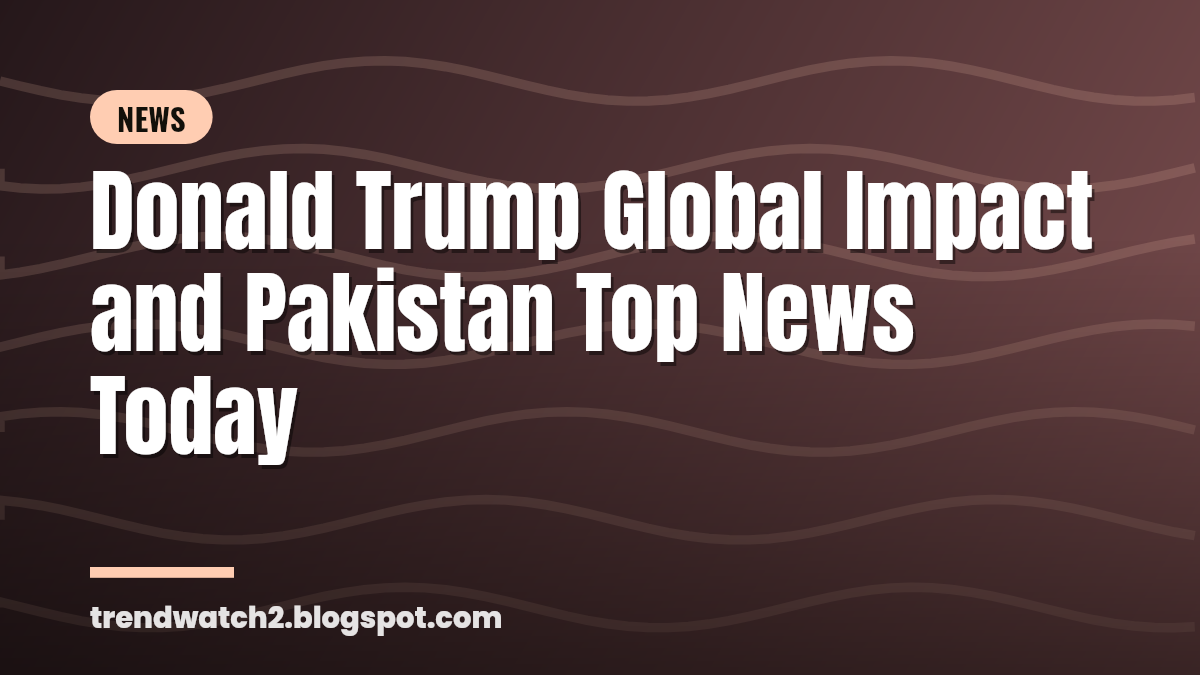 NEWS
Donald Trump Global Impact
and Pakistan Top News
Today
trendwatch2.blogspot.com